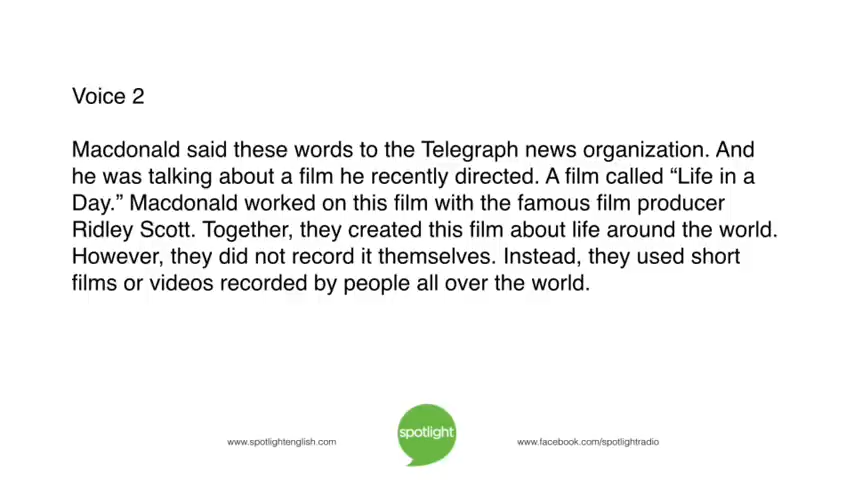 Voice 2
Macdonald said these words to the Telegraph news organization. And
he was talking about a film he recently directed. A film called “Life in a
Day.” Macdonald worked on this film with the famous film producer
Ridley Scott. Together, they created this film about life around the world.
However, they did not record it themselves. Instead, they used short
films or videos recorded by people all over the world.
www.spotlightenglish.com
spotlight
www.facebook.com/spotlightradio